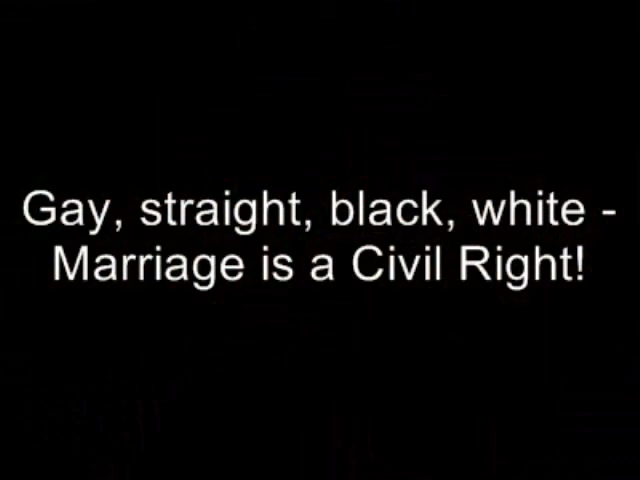 Gay, straight, black, white -
Marriage is a Civil Right!